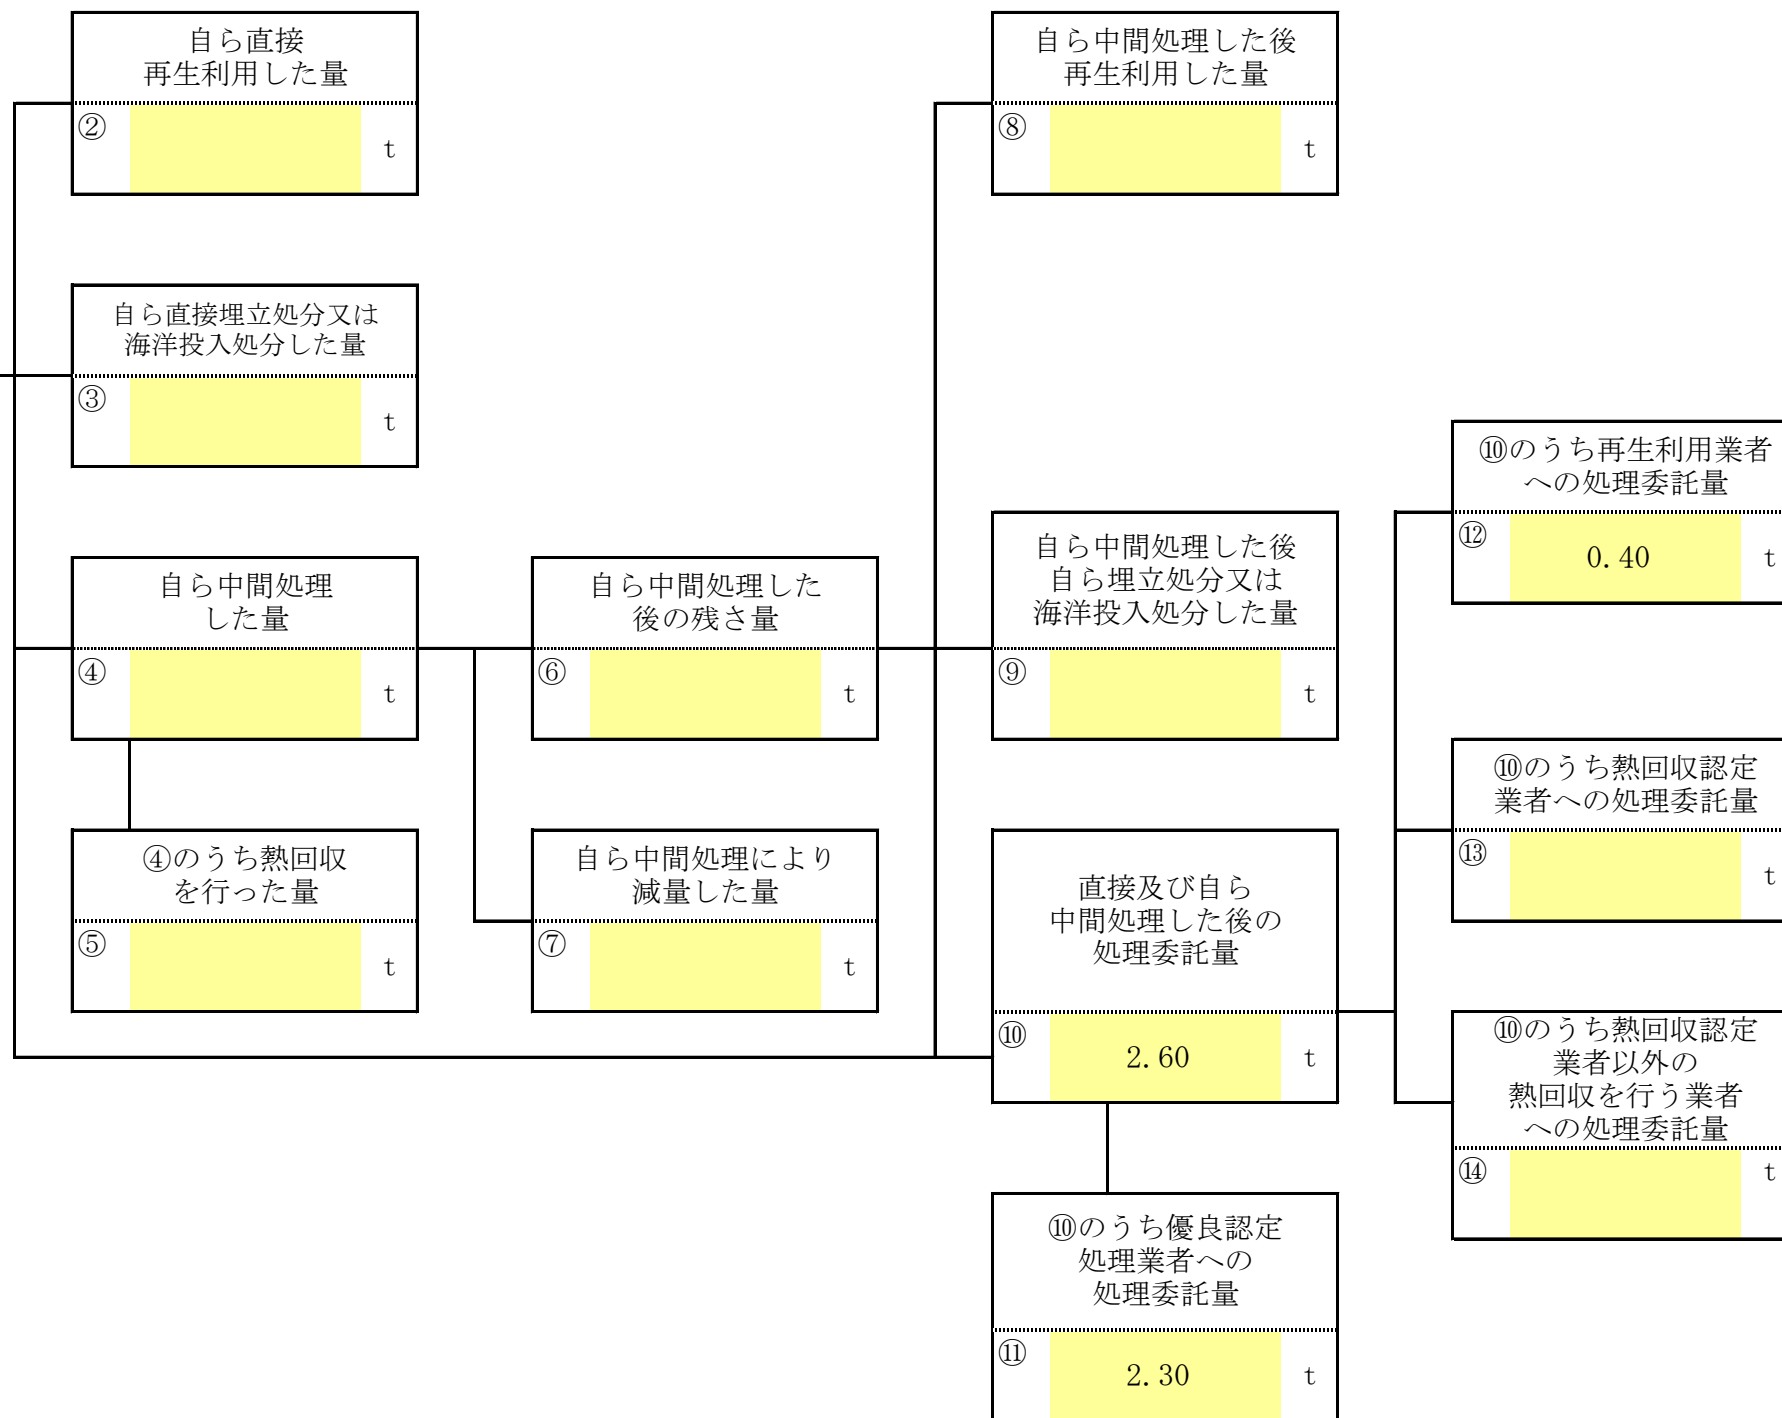 自ら直接
再生利用した量
②
t
自ら中間処理した後
再生利用した量
⑧
t
自ら直接埋立処分又は
海洋投入処分した量
③
t
⑩のうち再生利用業者
への処理委託量
⑫
0.40
t
自ら中間処理
した量
④
t
自ら中間処理した
後の残さ量
⑥
t
自ら中間処理した後
自ら埋立処分又は
海洋投入処分した量
⑨
t
⑩のうち熱回収認定
業者への処理委託量
⑬
t
④のうち熱回収
を行った量
⑤
t
自ら中間処理により
減量した量
⑦
t
直接及び自ら
中間処理した後の
処理委託量
⑩
2.60
t
⑩のうち熱回収認定
業者以外の
熱回収を行う業者
への処理委託量
⑭
t
⑩のうち優良認定
処理業者への
処理委託量
⑪
2.30
t